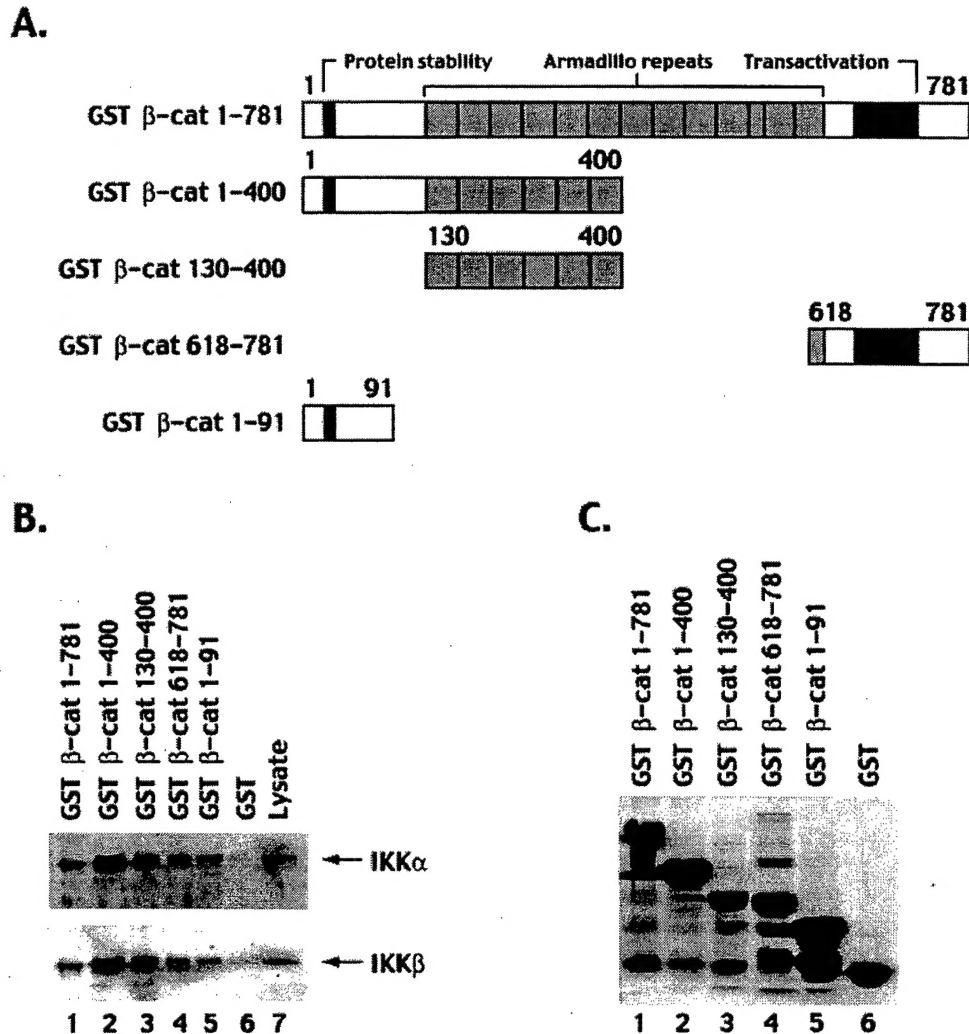 A.
Protein stability Armadillo repeats Transactivation
1 781
GST β-cat 1-781
1 400
GST β-cat 1-400
130 400
GST β-cat 130-400
618 781
GST β-cat 618-781
1 91
GST β-cat 1-91
B.
GST β-cat 1-781
GST β-cat 1-400
GST β-cat 130-400
GST β-cat 618-781
GST β-cat 1-91
GST
Lysate
IKKα
IKKβ
1 2 3 4 5 6 7
C.
GST β-cat 1-781
GST β-cat 1-400
GST β-cat 130-400
GST β-cat 618-781
GST β-cat 1-91
GST
1 2 3 4 5 6